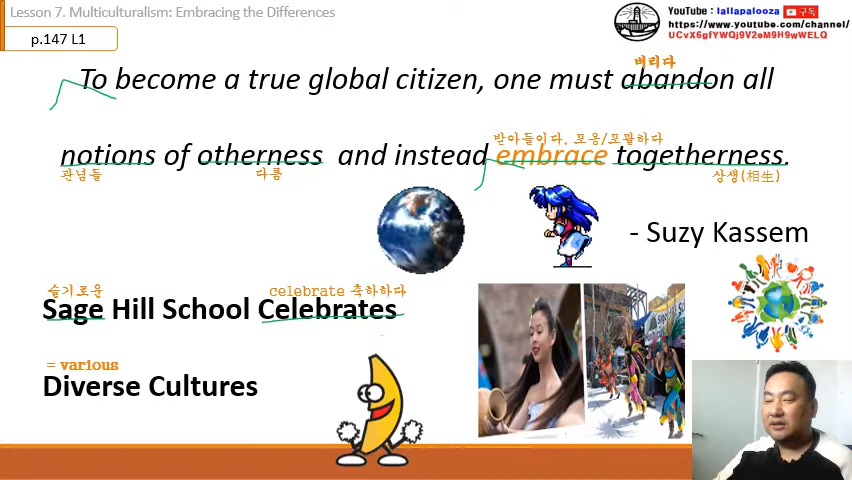 Lesson 7. Multiculturalism: Embracing the Differences
p.147 L1
YouTube : lallapalooza 구독
https://www.youtube.com/channel/
UCvX6gfYWQj9V2eM9H9wWELQ
버리다
To become a true global citizen, one must abandon all
받아들이다, 포옹/포괄하다
notions of otherness and instead embrace togetherness.
관념들 다름 상생(相生)
- Suzy Kassem
슬기로운 celebrate 축하하다
Sage Hill School Celebrates
= various
Diverse Cultures